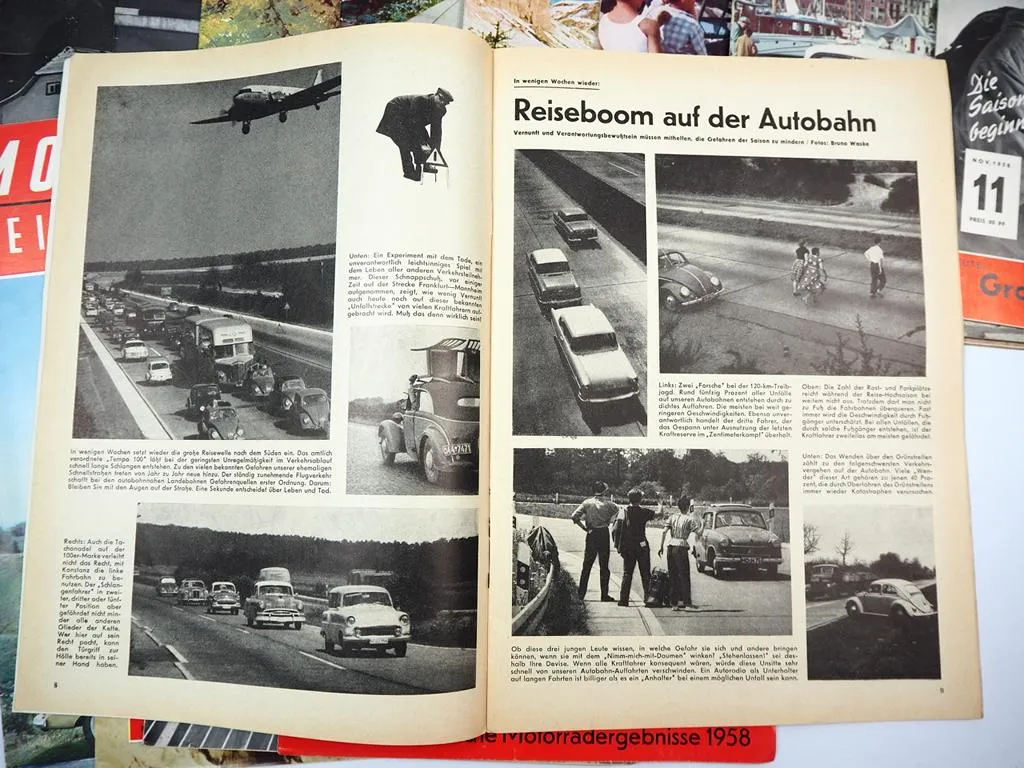 Unten: Ein Experiment mit dem Tode, ein
unverantwortlich leichtsinniges Spiel mit
dem Leben aller anderen Verkehrsteilneh-
mer. Dieser Schnappschuß, vor einiger
Zeit auf der Strecke Frankfurt—Mannheim
aufgenommen, zeigt, wie wenig Vernunft
auch heute noch auf dieser bekannten
"Unfallstrecke" von vielen Kraftfahrern auf-
gebracht wird. Muß das denn wirklich sein?
In wenigen Wochen setzt wieder die große Reisewelle nach dem Süden ein. Das amtlich
verordnete „Tempo 100" läßt bei der geringsten Unregelmäßigkeit im Verkehrsablauf
schnell lange Schlangen entstehen. Zu den vielen bekannten Gefahren unserer ehemaligen
Schnellstraßen treten von Jahr zu Jahr neue hinzu. Der ständig zunehmende Flugverkehr
schafft bei den autobahnnahen Landebahnen Gefahrenquellen erster Ordnung. Darum:
Bleiben Sie mit den Augen auf der Straße. Eine Sekunde entscheidet über Leben und Tod.
Rechts: Auch die Ta-
chonadel auf der
100er-Marke verleiht
nicht das Recht, mit
Konstanz die linke
Fahrbahn zu be-
nutzen. Der „Schlan-
genfahrer" in zwei-
ter, dritter oder fünf-
ter Position aber
gefährdet nicht min-
der alle anderen
Glieder der Kette.
Wer hier auf sein
Recht pocht, kann
den Türgriff zur
Hölle bereits in sei-
ner Hand haben.
8
In wenigen Wochen wieder:
Reiseboom auf der Autobahn
Vernunft und Verantwortungsbewußtsein müssen mithelfen, die Gefahren der Saison zu mindern / Fotos: Bruno Waske
Links: Zwei „Forsche" bei der 120-km-Treib-
jagd. Rund fünfzig Prozent aller Unfälle
auf unseren Autobahnen entstehen durch zu
dichtes Auffahren. Die meisten bei weit ge-
ringeren Geschwindigkeiten. Ebenso unver-
antwortlich handelt der dritte Fahrer, der
das Gespann unter Ausnutzung der letzten
Kraftreserve im „Zentimeterkampf" überholt.
Oben: Die Zahl der Rast- und Parkplätze
reicht während der Reise-Hochsaison bei
weitem nicht aus. Trotzdem darf man nicht
zu Fuß die Fahrbahnen überqueren. Fast
immer wird die Geschwindigkeit durch Fuß-
gänger unterschätzt. Bei allen Unfällen, die
durch solche Fußgänger entstehen, ist der
Kraftfahrer zweifellos am meisten gefährdet.
Unten: Das Wenden über den Grünstreifen
zählt zu den folgenschwersten Verkehrs-
vergehen auf der Autobahn. Viele „Wen-
der" dieser Art gehören zu jenen 40 Pro-
zent, die durch Überfahren des Grünstreifens
immer wieder Katastrophen verursachen.
Ob diese drei jungen Leute wissen, in welche Gefahr sie sich und andere bringen
können, wenn sie mit dem „Nimm-mich-mit-Daumen" winken? „Stehenlassen!" sei des-
halb Ihre Devise. Wenn alle Kraftfahrer konsequent wären, würde diese Unsitte sehr
schnell von unseren Autobahn-Auffahrten verschwinden. Ein Autoradio als Unterhalter
auf langen Fahrten ist billiger als es ein „Anhalter" bei einem möglichen Unfall sein kann.
9
MO
EI
Die
Saison
beginn
NOV. 1958
11
Gro
Motorradergebnisse 1958